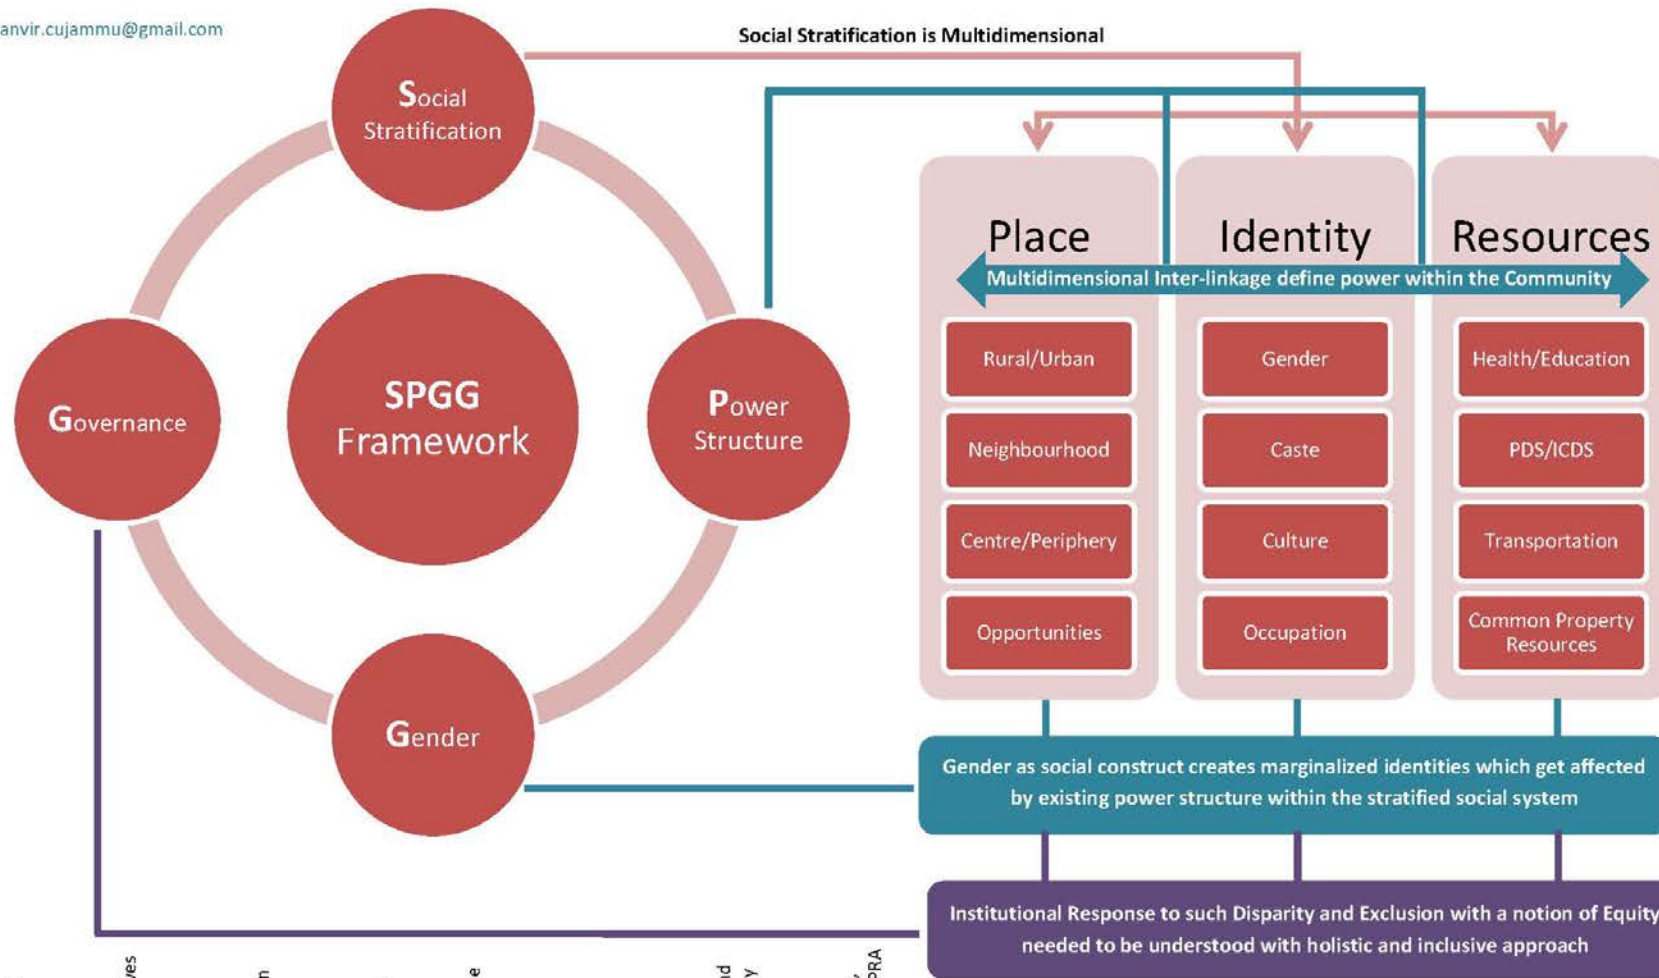 anvir.cujammu@gmail.com
Social Stratification is Multidimensional
Social
Stratification
Governance
SPGG
Framework
Power
Structure
Gender
Place
Identity
Resources
Multidimensional Inter-linkage define power within the Community
Rural/Urban
Gender
Health/Education
Neighbourhood
Caste
PDS/ICDS
Centre/Periphery
Culture
Transportation
Opportunities
Occupation
Common Property
Resources
Gender as social construct creates marginalized identities which get affected
by existing power structure within the stratified social system
Institutional Response to such Disparity and Exclusion with a notion of Equity
needed to be understood with holistic and inclusive approach
PRA